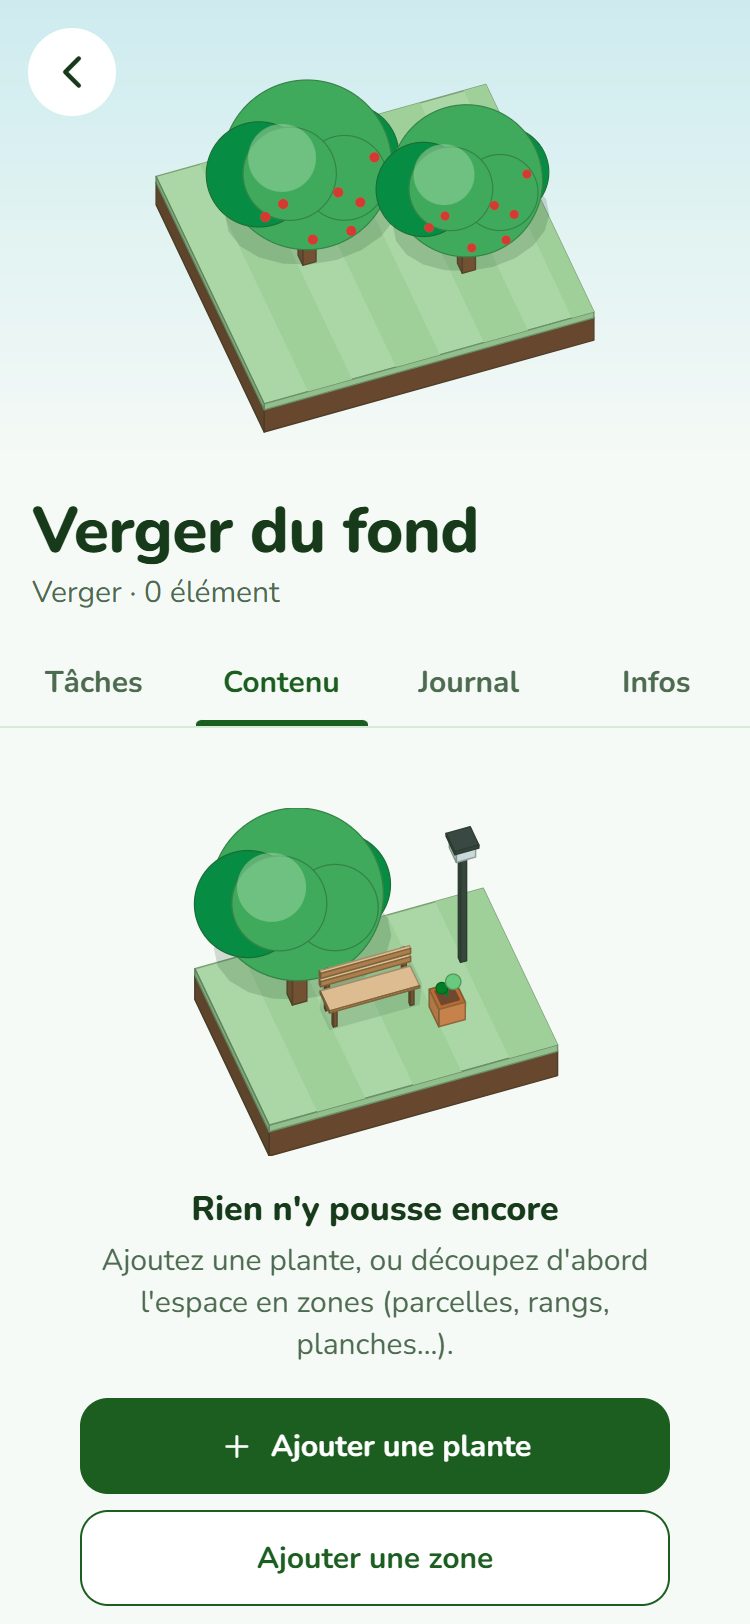 Verger du fond
Verger · 0 élément
Tâches Contenu Journal Infos
Rien n'y pousse encore
Ajoutez une plante, ou découpez d'abord
l'espace en zones (parcelles, rangs,
planches...).
+ Ajouter une plante
Ajouter une zone